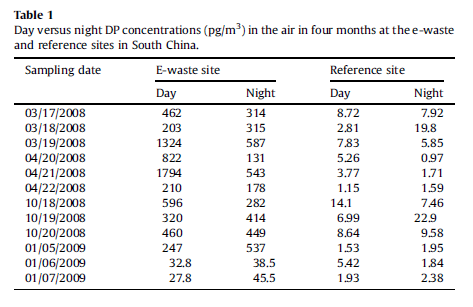 Table 1
Day versus night DP concentrations (pg/m³) in the air in four months at the e-waste
and reference sites in South China.
Sampling date E-waste site Reference site
Day Night Day Night
03/17/2008 462 314 8.72 7.92
03/18/2008 203 315 2.81 19.8
03/19/2008 1324 587 7.83 5.85
04/20/2008 822 131 5.26 0.97
04/21/2008 1794 543 3.77 1.71
04/22/2008 210 178 1.15 1.59
10/18/2008 596 282 14.1 7.46
10/19/2008 320 414 6.99 22.9
10/20/2008 460 449 8.64 9.58
01/05/2009 247 537 1.53 1.95
01/06/2009 32.8 38.5 5.42 1.84
01/07/2009 27.8 45.5 1.93 2.38